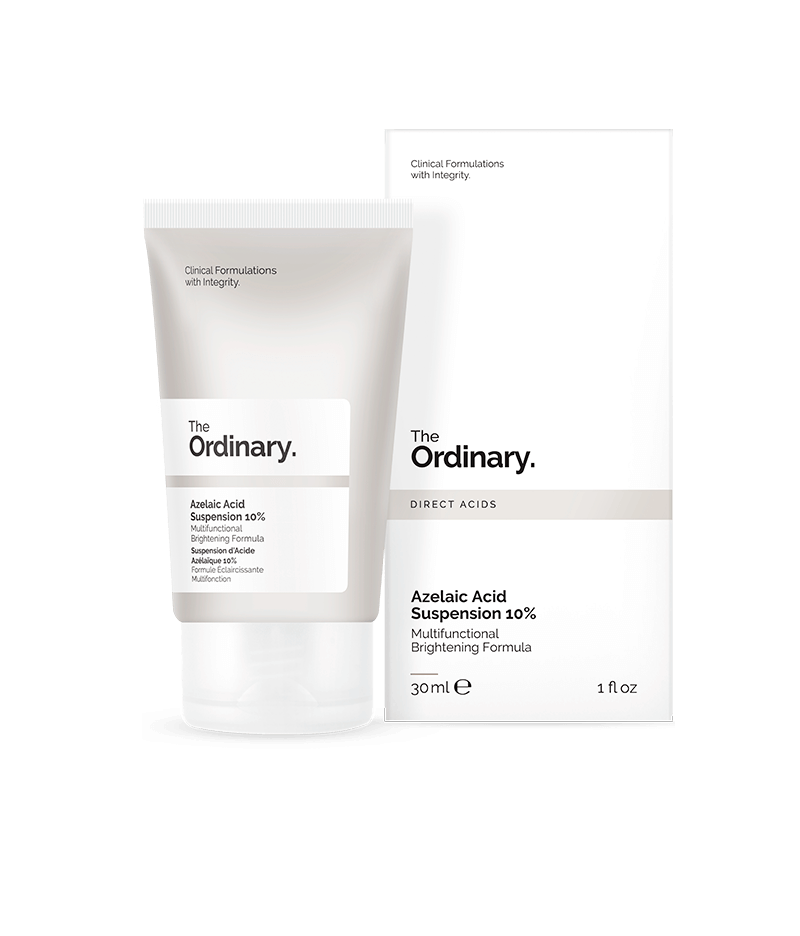 Clinical Formulations
with Integrity.
The
Ordinary.
Azelaic Acid
Suspension 10%
Multifunctional
Brightening Formula
Suspension d'Acide
Azélaïque 10%
Formule Éclaircissante
Multifonction
Clinical Formulations
with Integrity.
The
Ordinary.
DIRECT ACIDS
Azelaic Acid
Suspension 10%
Multifunctional
Brightening Formula
30 ml ℮ 1 fl oz